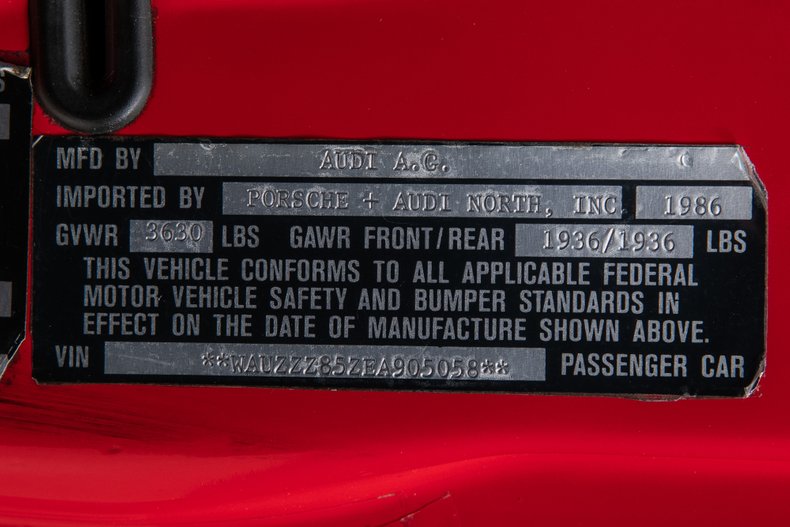 MFD BY AUDI A.G.
IMPORTED BY PORSCHE + AUDI NORTH, INC 1986
GVWR 3630 LBS GAWR FRONT/REAR 1936/1936 LBS
THIS VEHICLE CONFORMS TO ALL APPLICABLE FEDERAL
MOTOR VEHICLE SAFETY AND BUMPER STANDARDS IN
EFFECT ON THE DATE OF MANUFACTURE SHOWN ABOVE.
VIN **WAUZZZ85ZEA905058** PASSENGER CAR